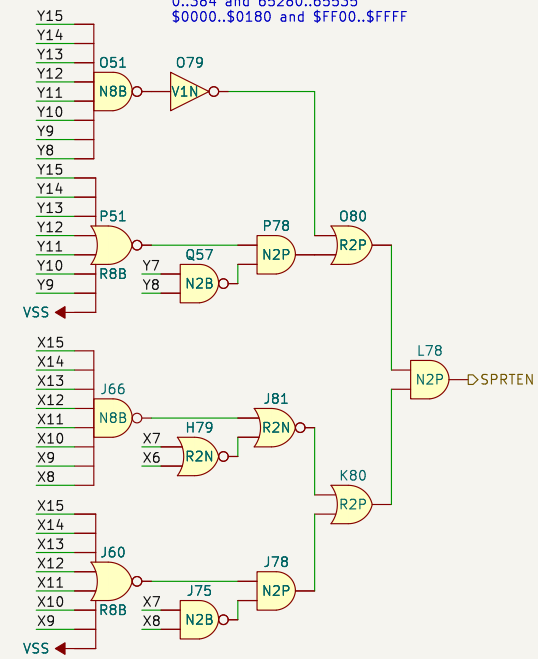 0..384 and 65280..65535
$0000..$0180 and $FF00..$FFFF
Y15
Y14
Y13
Y12
Y11
Y10
Y9
Y8
O51
N8B
O79
V1N
Y15
Y14
Y13
Y12
Y11
Y10
Y9
VSS
P51
R8B
Y7
Y8
Q57
N2B
P78
N2P
O80
R2P
L78
N2P
SPRTEN
X15
X14
X13
X12
X11
X10
X9
X8
J66
N8B
X7
X6
H79
R2N
J81
R2N
K80
R2P
X15
X14
X13
X12
X11
X10
X9
VSS
J60
R8B
X7
X8
J75
N2B
J78
N2P